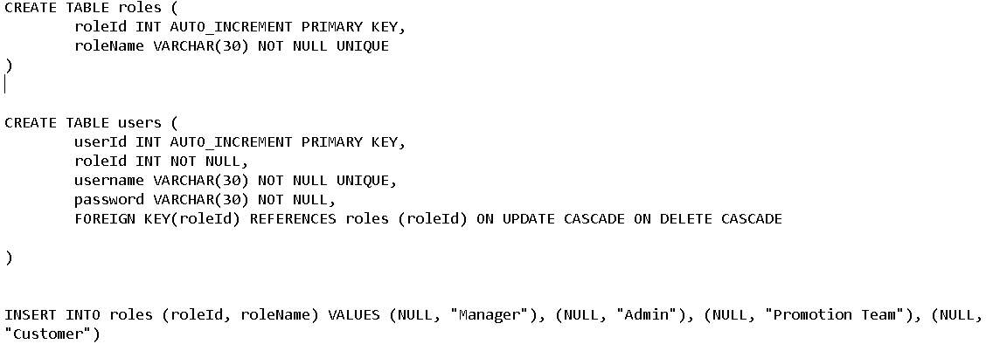 CREATE TABLE roles (
        roleId INT AUTO_INCREMENT PRIMARY KEY,
        roleName VARCHAR(30) NOT NULL UNIQUE
)
CREATE TABLE users (
        userId INT AUTO_INCREMENT PRIMARY KEY,
        roleId INT NOT NULL,
        username VARCHAR(30) NOT NULL UNIQUE,
        password VARCHAR(30) NOT NULL,
        FOREIGN KEY(roleId) REFERENCES roles (roleId) ON UPDATE CASCADE ON DELETE CASCADE
)
INSERT INTO roles (roleId, roleName) VALUES (NULL, "Manager"), (NULL, "Admin"), (NULL, "Promotion Team"), (NULL,
"Customer")